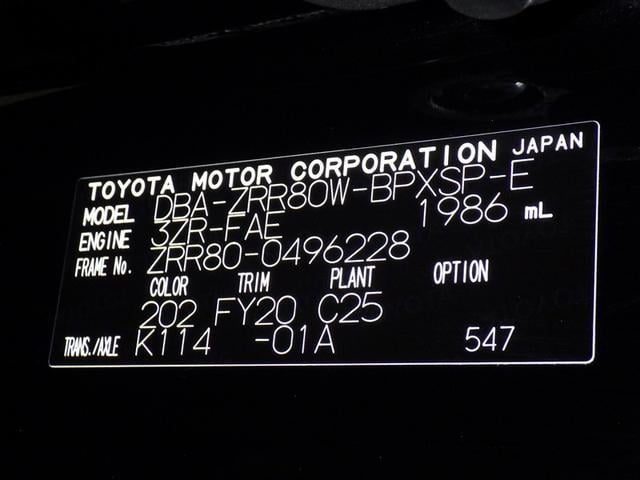 TOYOTA MOTOR CORPORATION JAPAN
MODEL DBA-ZRR80W-BPXSP-E
ENGINE 3ZR-FAE 1986 mL
FRAME No. ZRR80-0496228
COLOR TRIM PLANT OPTION
202 FY20 C25
TRANS./AXLE K114 -01A 547